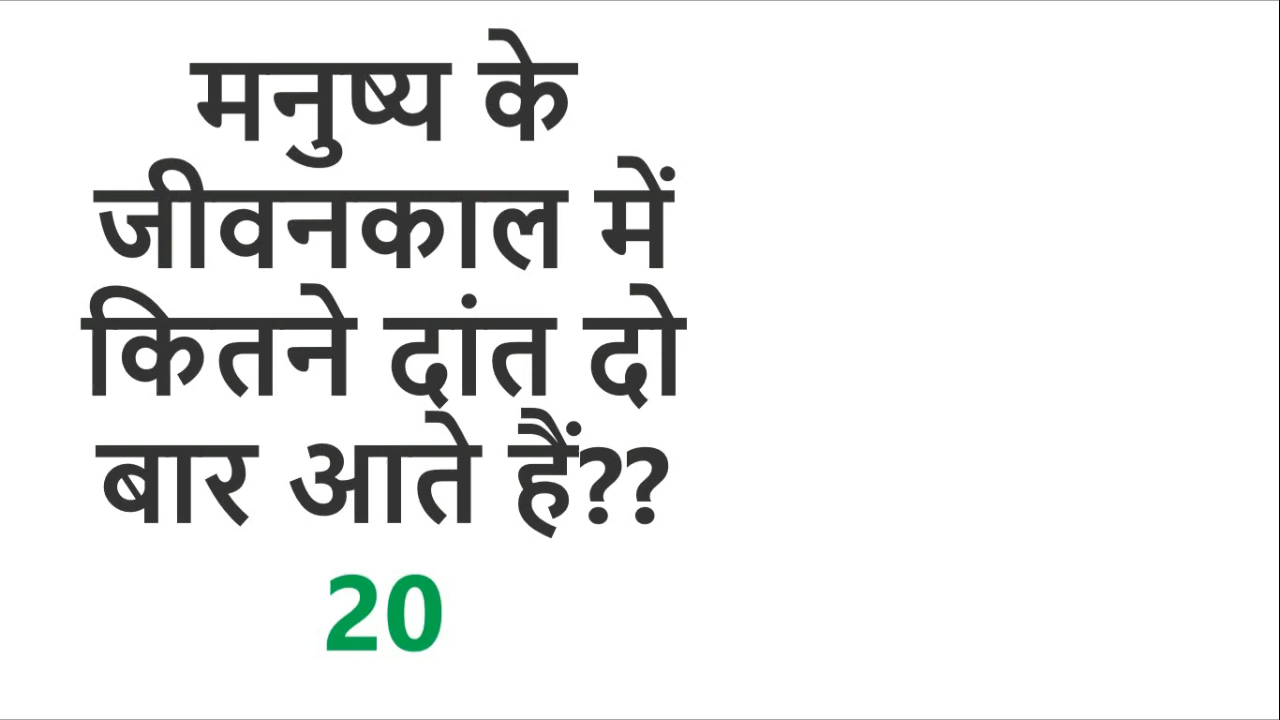 मनुष्य के
जीवनकाल में
कितने दांत दो
बार आते हैं??
20